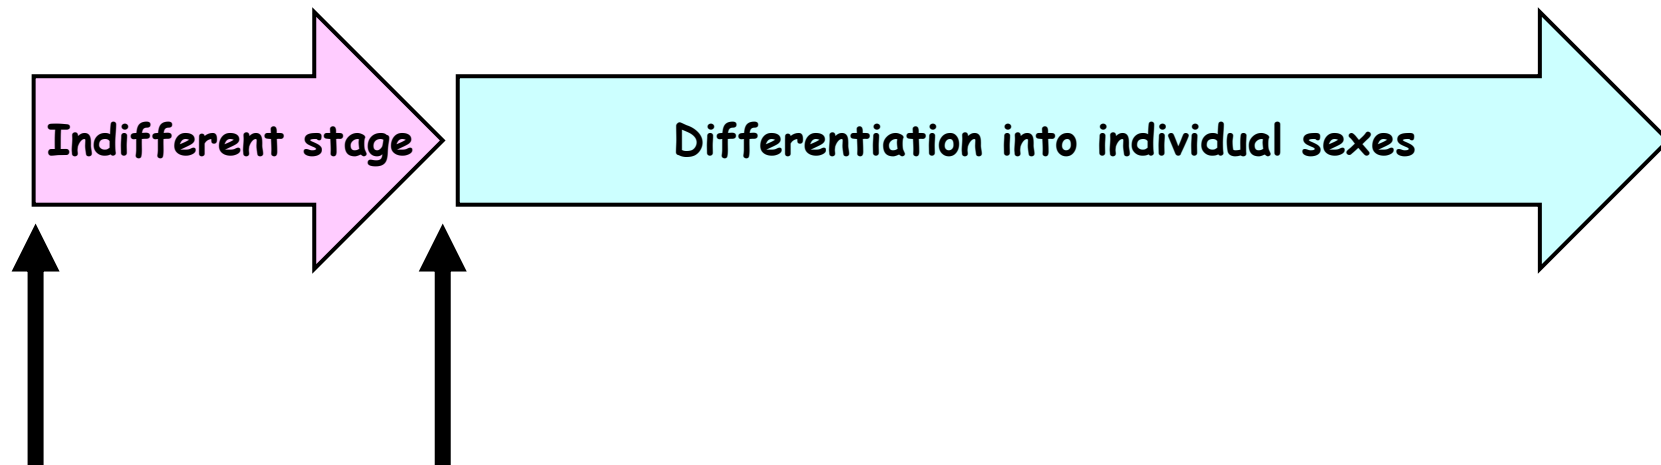 Indifferent stage
Differentiation into individual sexes